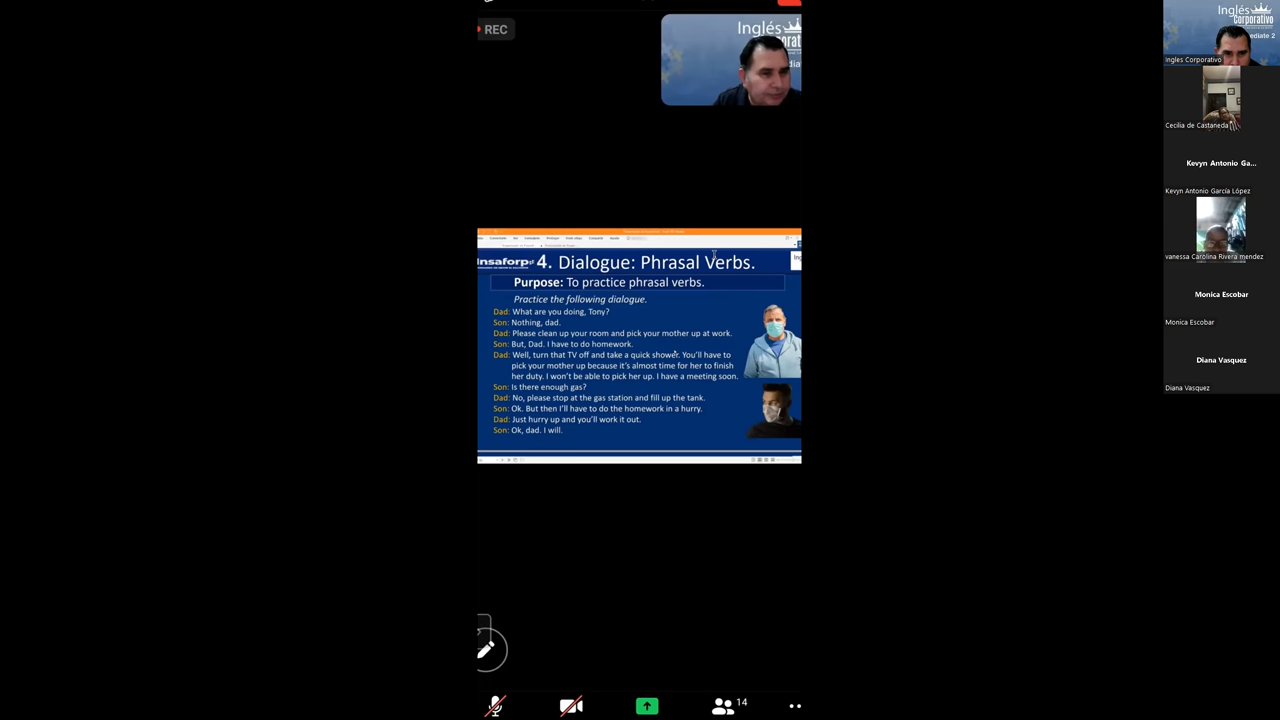 REC
Inglés
4. Dialogue: Phrasal Verbs.
Purpose: To practice phrasal verbs.
Practice the following dialogue.
Dad: What are you doing, Tony?
Son: Nothing, dad.
Dad: Please clean up your room and pick your mother up at work.
Son: But, Dad. I have to do homework.
Dad: Well, turn that TV off and take a quick shower. You'll have to
pick your mother up because it's almost time for her to finish
her duty. I won't be able to pick her up. I have a meeting soon.
Son: Is there enough gas?
Dad: No, please stop at the gas station and fill up the tank.
Son: Ok. But then I'll have to do the homework in a hurry.
Dad: Just hurry up and you'll work it out.
Son: Ok, dad. I will.
14
Inglés
Corporativo
ediate 2
Ingles Corporativo
Cecilia de Castaneda
Kevyn Antonio Ga...
Kevyn Antonio García López
vanessa Carolina Rivera mendez
Monica Escobar
Monica Escobar
Diana Vasquez
Diana Vasquez